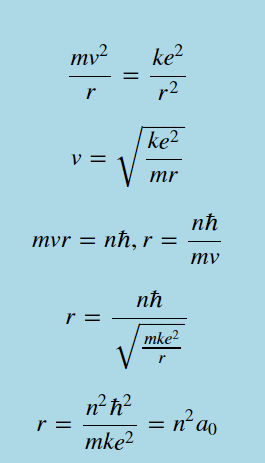 mv²/r = ke²/r²
v = √(ke²/mr)
mvr = nħ, r = nħ/mv
r = nħ/√(mke²/r)
r = n²ħ²/mke² = n²a₀